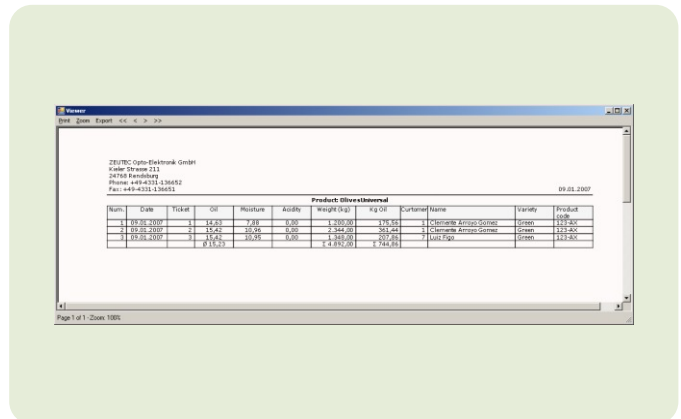 Viewer
Print Zoom Export << < > >>
ZEUTEC Opto-Elektronik GmbH
Kieler Strasse 211
24768 Rendsburg
Phone: +49-4331-136652
Fax: +49-4331-136651 09.01.2007
Product: OlivesUniversal
Num. Date Ticket Oil Moisture Acidity Weight (kg) Kg Oil Curtomer Name Variety Product code
1 09.01.2007 1 14,63 7,88 0,00 1.200,00 175,56 1 Clemente Arroyo Gomez Green 123-AX
2 09.01.2007 2 15,42 10,96 0,00 2.344,00 361,44 1 Clemente Arroyo Gomez Green 123-AX
3 09.01.2007 3 15,42 10,95 0,00 1.348,00 207,86 7 Luiz Figo Green 123-AX
Ø 15,23 Σ 4.892,00 Σ 744,86
Page 1 of 1 - Zoom: 100%